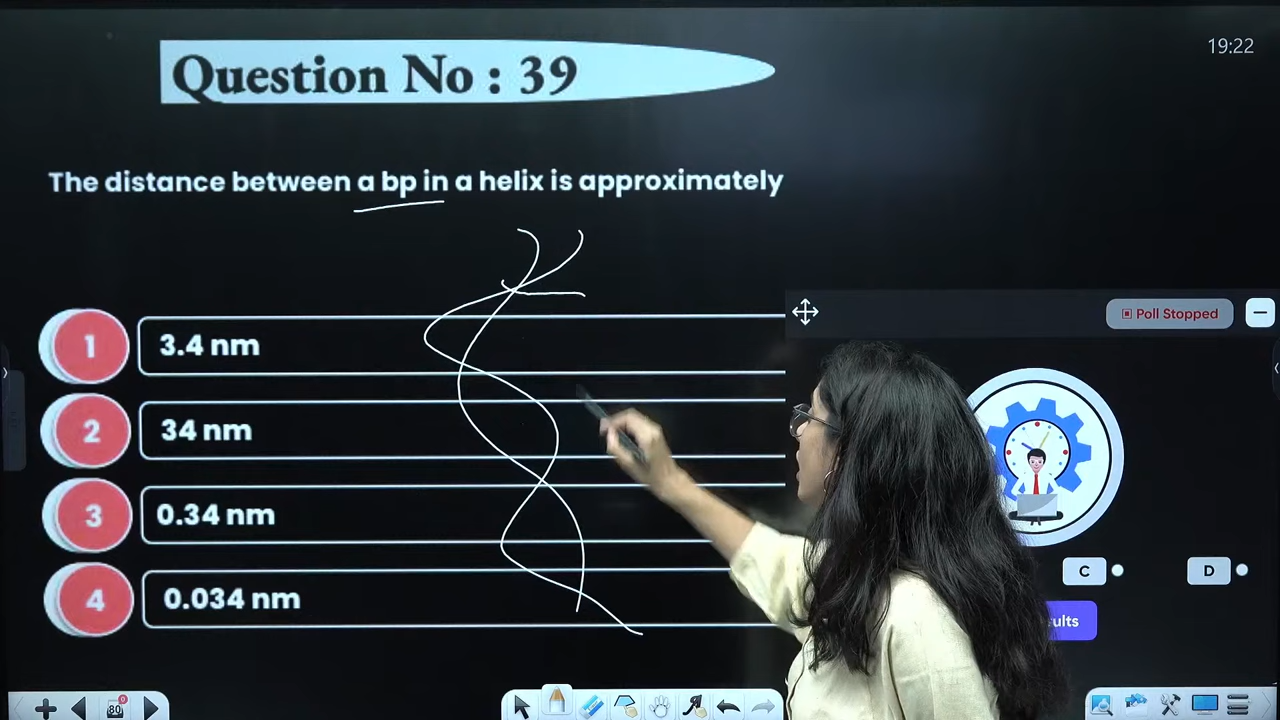 Question No : 39
19:22
The distance between a bp in a helix is approximately
Poll Stopped
1
3.4 nm
2
34 nm
3
0.34 nm
4
0.034 nm
C
D
80